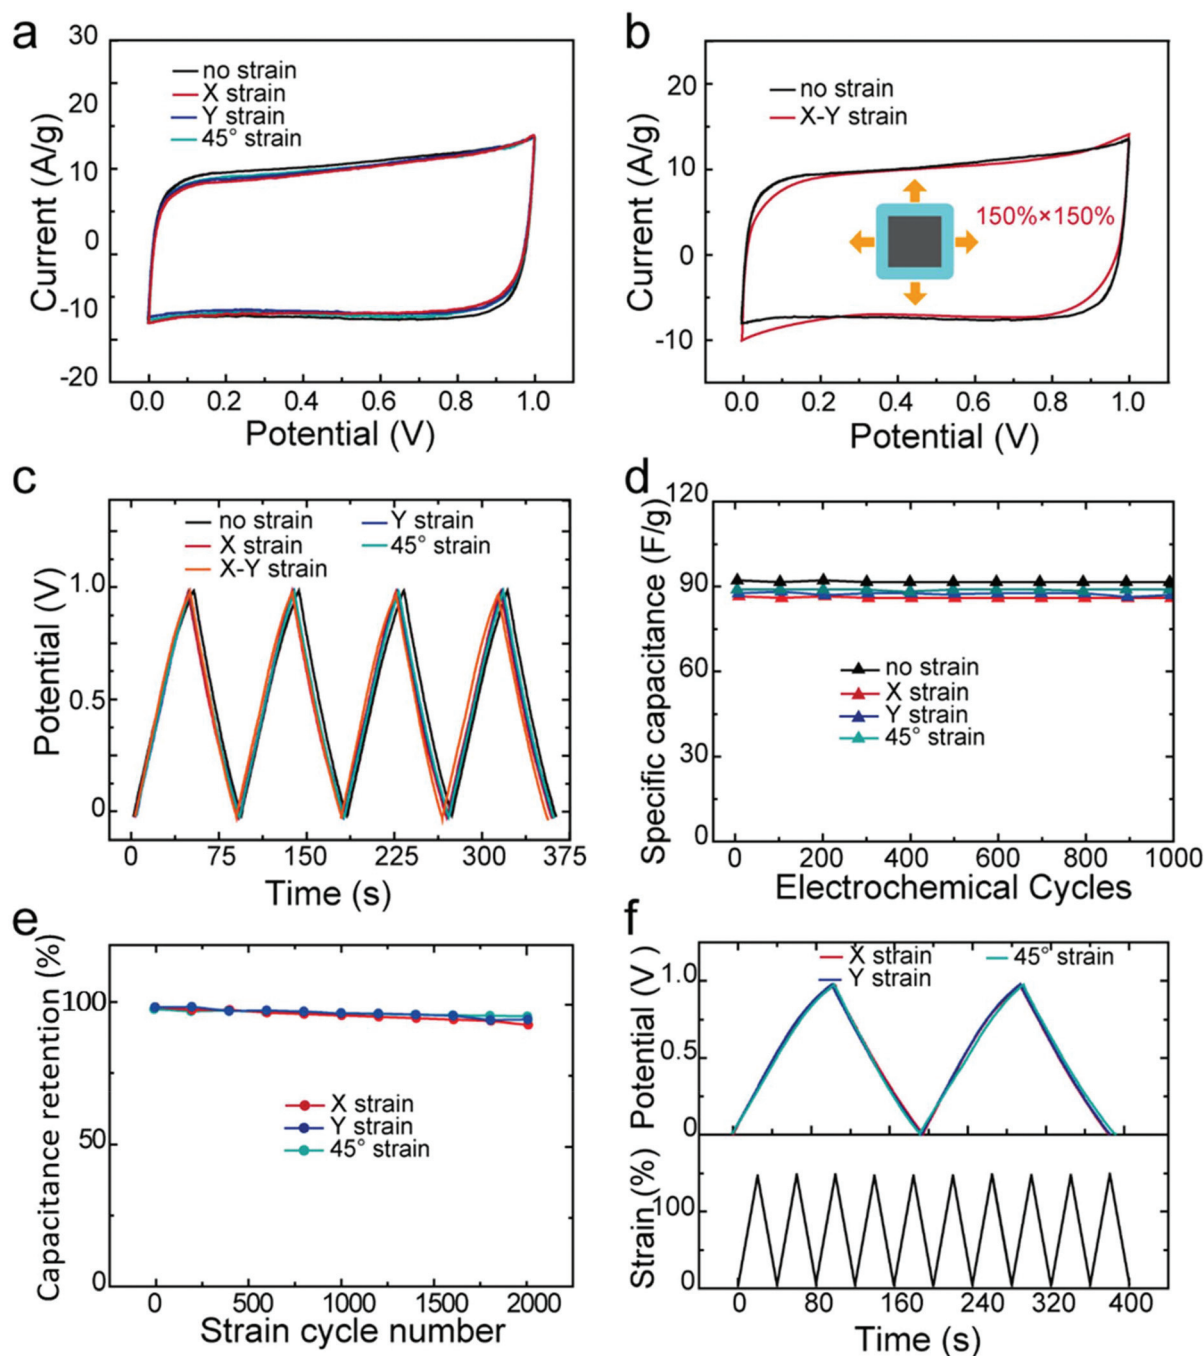 a
30
20
10
0
-10
-20
Current (A/g)
no strain
X strain
Y strain
45° strain
0.0 0.2 0.4 0.6 0.8 1.0
Potential (V)
b
20
10
0
-10
Current (A/g)
no strain
X-Y strain
150%×150%
0.0 0.2 0.4 0.6 0.8 1.0
Potential (V)
c
1.0
0.5
0
Potential (V)
no strain Y strain
X strain 45° strain
X-Y strain
0 75 150 225 300 375
Time (s)
d
120
90
60
30
0
Specific capacitance (F/g)
no strain
X strain
Y strain
45° strain
0 200 400 600 800 1000
Electrochemical Cycles
e
100
50
0
Capacitance retention (%)
X strain
Y strain
45° strain
0 500 1000 1500 2000
Strain cycle number
f
1.0
0.5
0
Potential (V)
X strain 45° strain
Y strain
100
0
Strain (%)
0 80 160 240 320 400
Time (s)